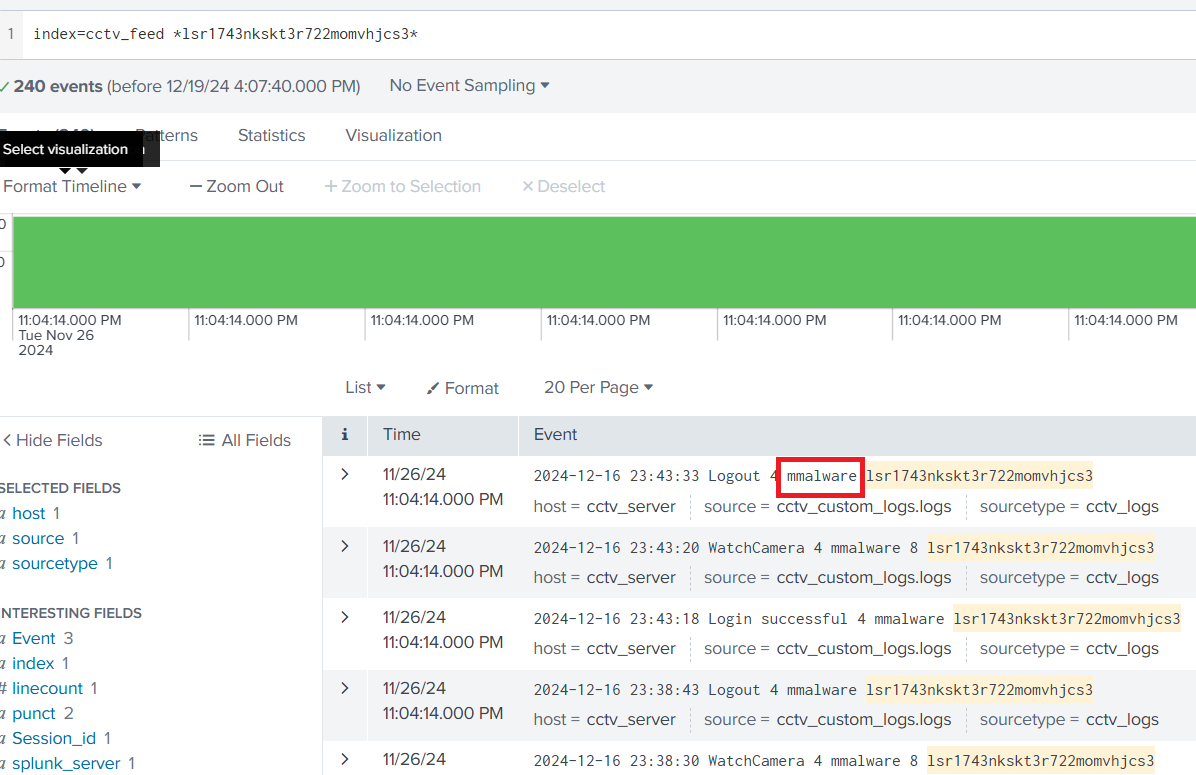 1 index=cctv_feed *lsr1743nkskt3r722momvhjcs3*
✓ 240 events (before 12/19/24 4:07:40.000 PM) No Event Sampling
Patterns Statistics Visualization
Select visualization
Format Timeline — Zoom Out + Zoom to Selection × Deselect
0
0
11:04:14.000 PM 11:04:14.000 PM 11:04:14.000 PM 11:04:14.000 PM 11:04:14.000 PM 11:04:14.000 PM 11:04:14.000 PM
Tue Nov 26
2024
List Format 20 Per Page
< Hide Fields All Fields i Time Event
SELECTED FIELDS
a host 1
a source 1
a sourcetype 1
INTERESTING FIELDS
a Event 3
a index 1
# linecount 1
a punct 2
a Session_id 1
a splunk_server 1
> 11/26/24 2024-12-16 23:43:33 Logout 4 mmalware lsr1743nkskt3r722momvhjcs3
11:04:14.000 PM host = cctv_server source = cctv_custom_logs.logs sourcetype = cctv_logs
> 11/26/24 2024-12-16 23:43:20 WatchCamera 4 mmalware 8 lsr1743nkskt3r722momvhjcs3
11:04:14.000 PM host = cctv_server source = cctv_custom_logs.logs sourcetype = cctv_logs
> 11/26/24 2024-12-16 23:43:18 Login successful 4 mmalware lsr1743nkskt3r722momvhjcs3
11:04:14.000 PM host = cctv_server source = cctv_custom_logs.logs sourcetype = cctv_logs
> 11/26/24 2024-12-16 23:38:43 Logout 4 mmalware lsr1743nkskt3r722momvhjcs3
11:04:14.000 PM host = cctv_server source = cctv_custom_logs.logs sourcetype = cctv_logs
> 11/26/24 2024-12-16 23:38:30 WatchCamera 4 mmalware 8 lsr1743nkskt3r722momvhjcs3